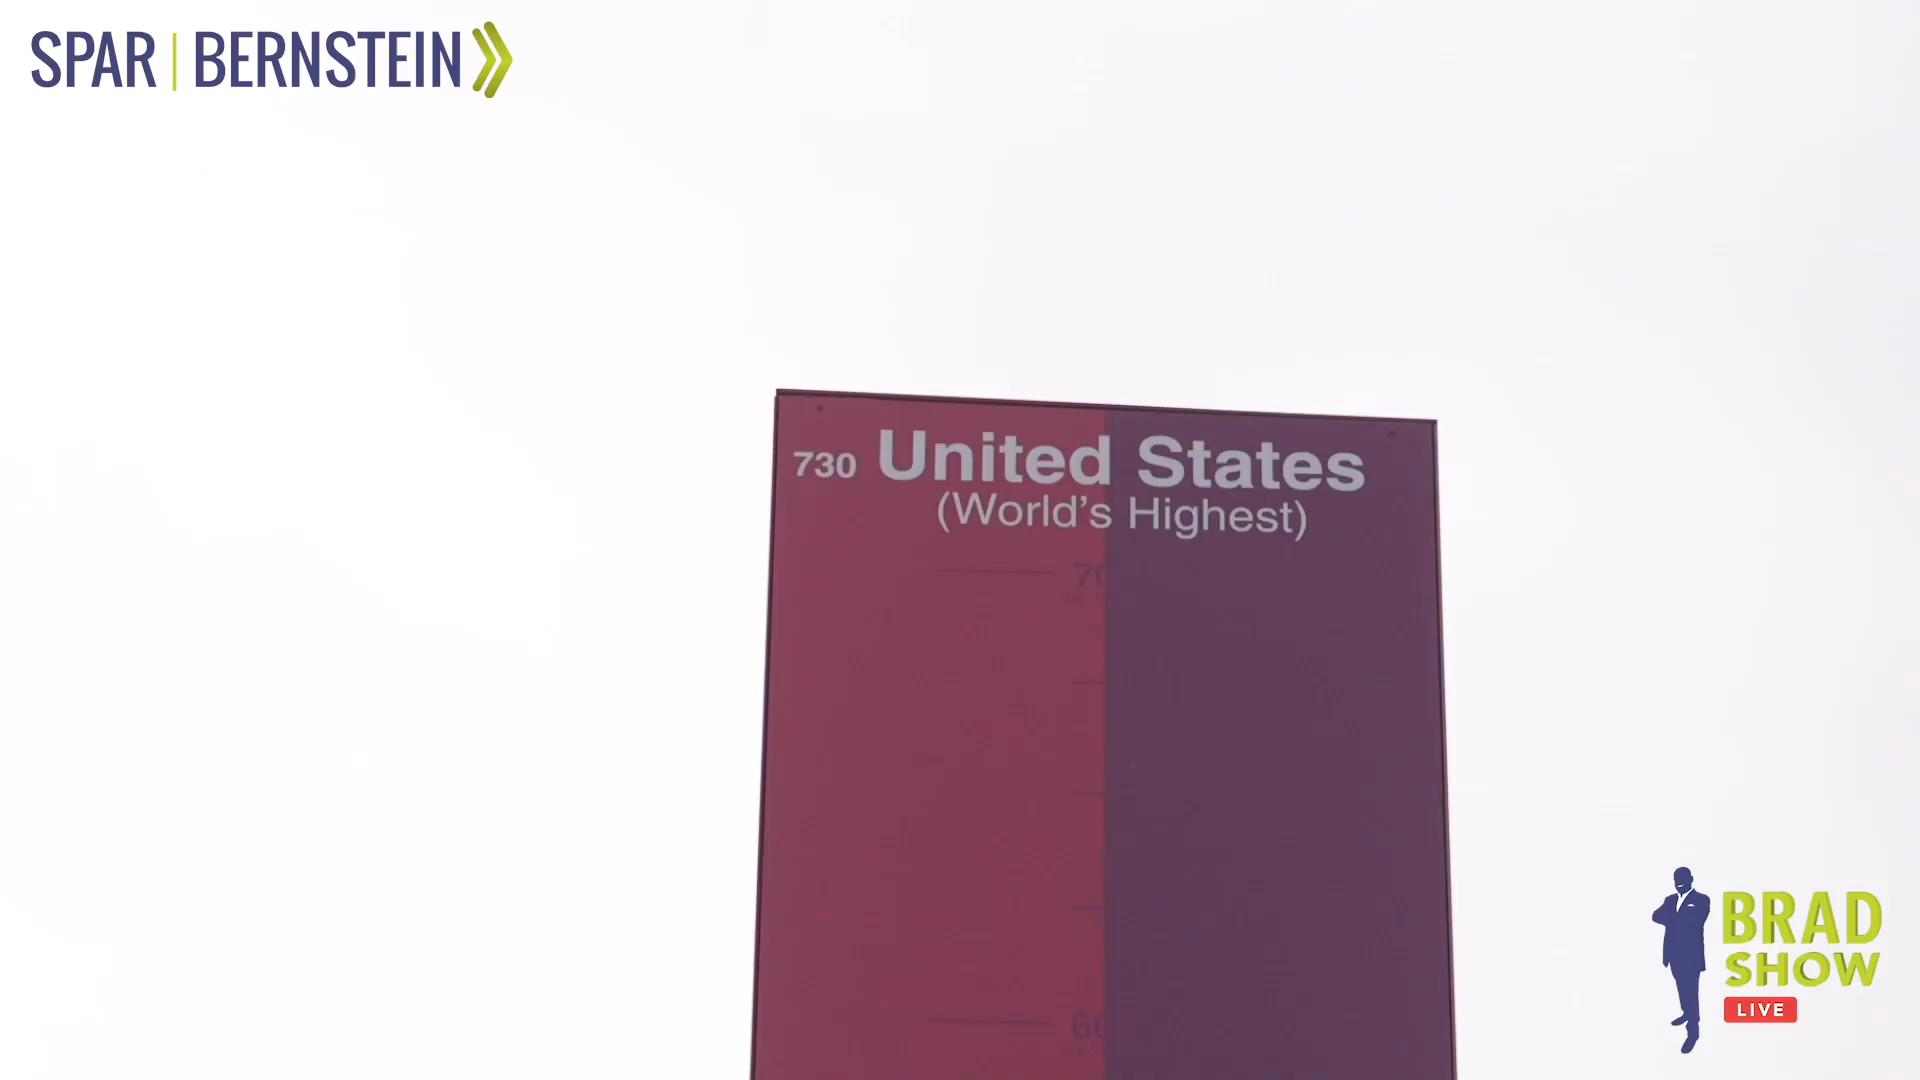 SPAR | BERNSTEIN
730 United States
(World's Highest)
BRAD
SHOW
LIVE